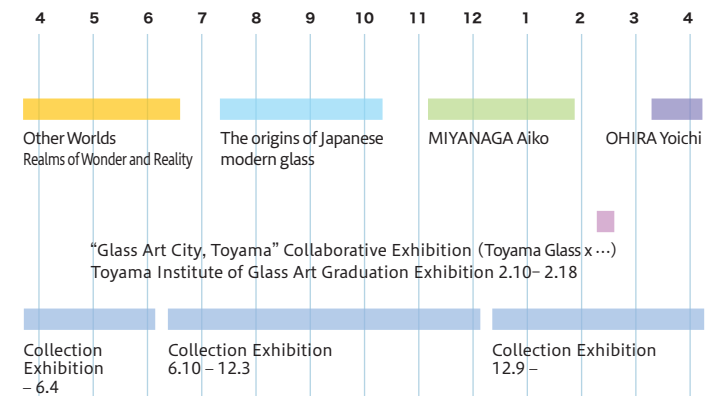 4 5 6 7 8 9 10 11 12 1 2 3 4
Other Worlds
Realms of Wonder and Reality
The origins of Japanese
modern glass
MIYANAGA Aiko
OHIRA Yoichi
“Glass Art City, Toyama” Collaborative Exhibition (Toyama Glass x ···)
Toyama Institute of Glass Art Graduation Exhibition 2.10– 2.18
Collection
Exhibition
– 6.4
Collection Exhibition
6.10 – 12.3
Collection Exhibition
12.9 –